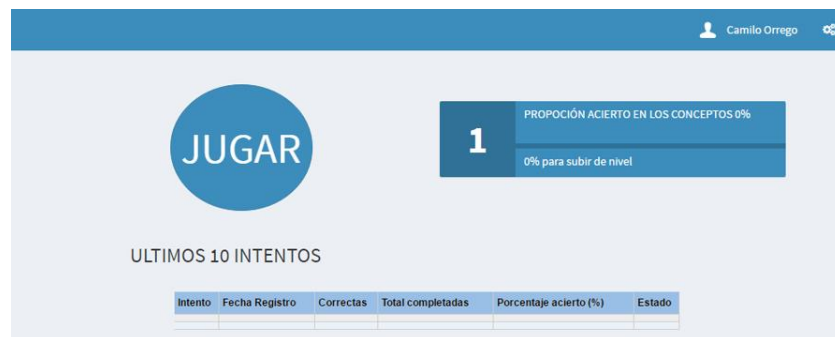 Camilo Orrego
JUGAR
1
PROPOCIÓN ACIERTO EN LOS CONCEPTOS 0%
0% para subir de nivel
ULTIMOS 10 INTENTOS
Intento Fecha Registro Correctas Total completadas Porcentaje acierto (%) Estado